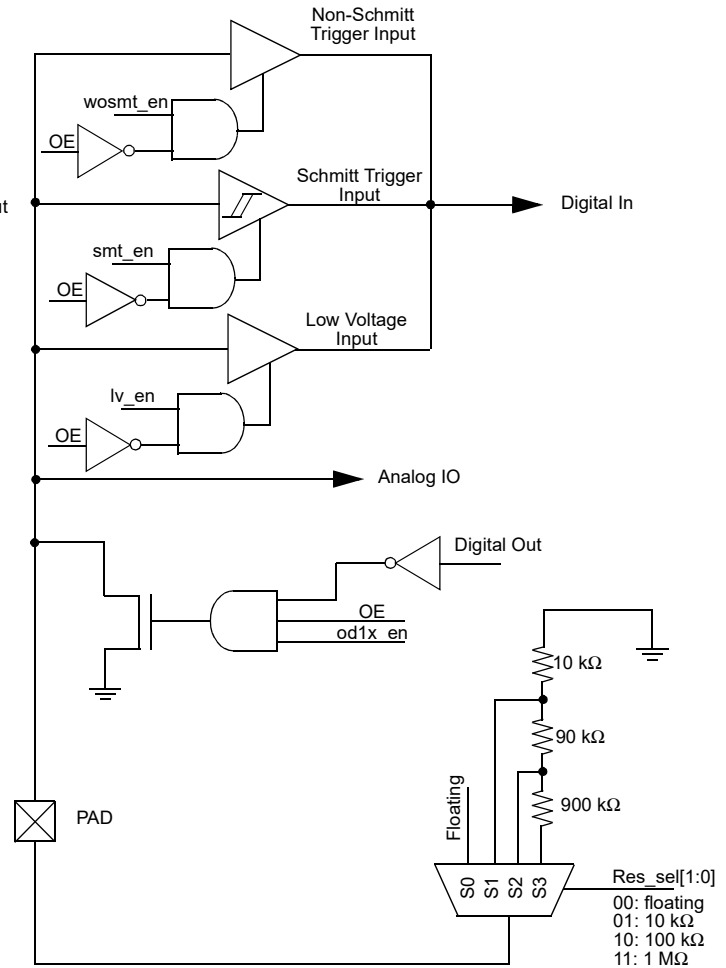 Non-Schmitt
Trigger Input
wosmt_en
OE
Schmitt Trigger
Input
Digital In
smt_en
OE
Low Voltage
Input
lv_en
OE
Analog IO
Digital Out
OE
od1x_en
10 kΩ
90 kΩ
900 kΩ
Floating
PAD
S0
S1
S2
S3
Res_sel[1:0]
00: floating
01: 10 kΩ
10: 100 kΩ
11: 1 MΩ